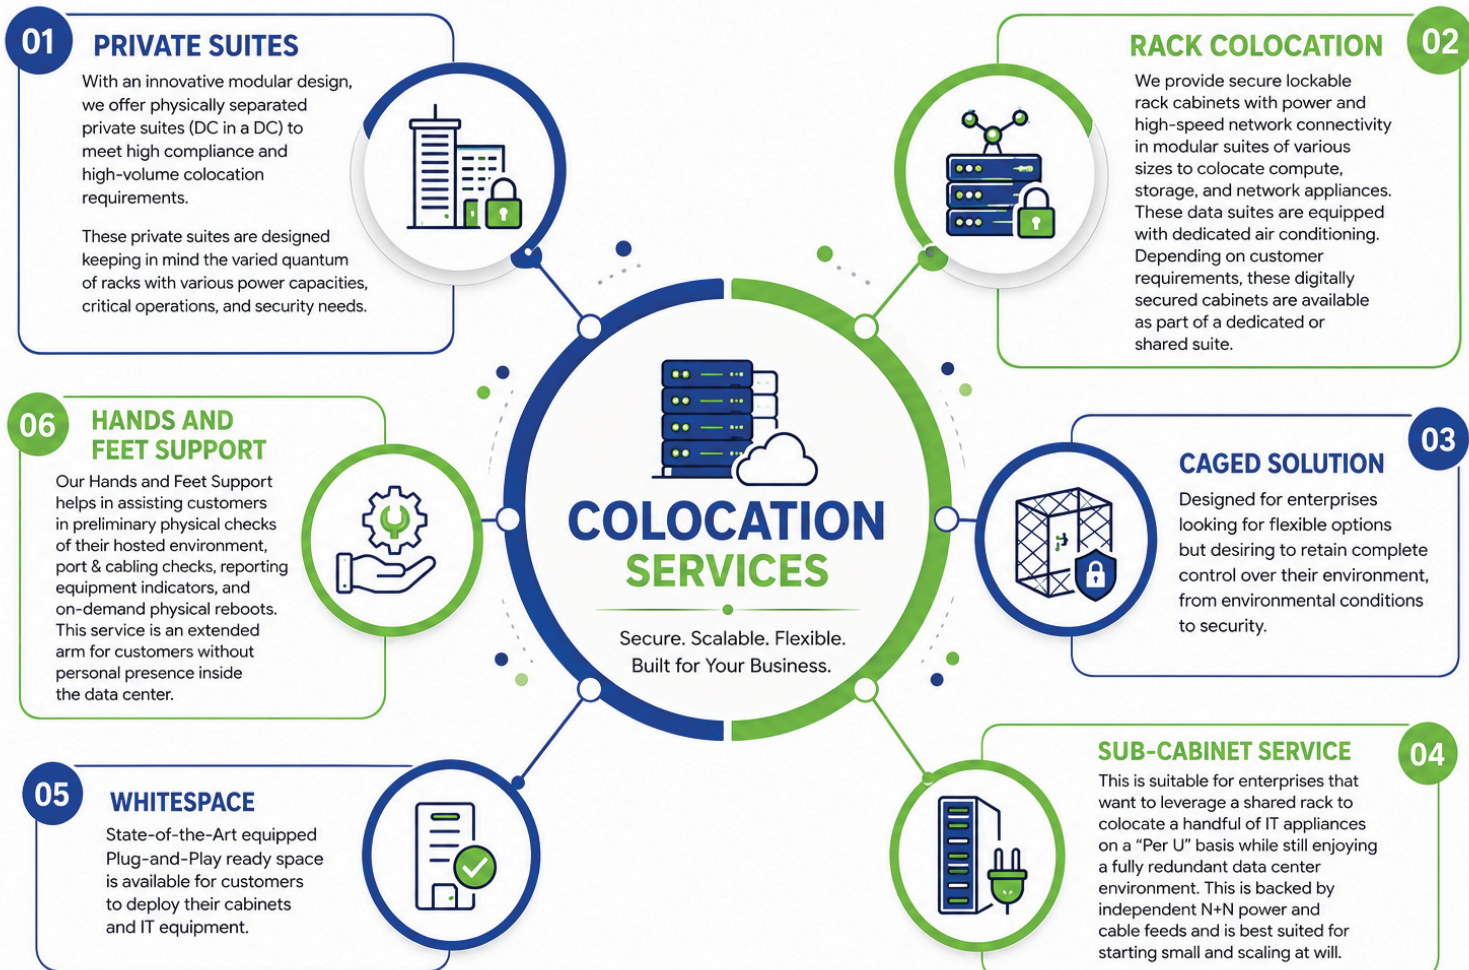 01
PRIVATE SUITES
With an innovative modular design,
we offer physically separated
private suites (DC in a DC) to
meet high compliance and
high-volume colocation
requirements.
These private suites are designed
keeping in mind the varied quantum
of racks with various power capacities,
critical operations, and security needs.
02
RACK COLOCATION
We provide secure lockable
rack cabinets with power and
high-speed network connectivity
in modular suites of various
sizes to colocate compute,
storage, and network appliances.
These data suites are equipped
with dedicated air conditioning.
Depending on customer
requirements, these digitally
secured cabinets are available
as part of a dedicated or
shared suite.
COLOCATION
SERVICES
Secure. Scalable. Flexible.
Built for Your Business.
03
CAGED SOLUTION
Designed for enterprises
looking for flexible options
but desiring to retain complete
control over their environment,
from environmental conditions
to security.
04
SUB-CABINET SERVICE
This is suitable for enterprises that
want to leverage a shared rack to
colocate a handful of IT appliances
on a “Per U” basis while still enjoying
a fully redundant data center
environment. This is backed by
independent N+N power and
cable feeds and is best suited for
starting small and scaling at will.
05
WHITESPACE
State-of-the-Art equipped
Plug-and-Play ready space
is available for customers
to deploy their cabinets
and IT equipment.
06
HANDS AND
FEET SUPPORT
Our Hands and Feet Support
helps in assisting customers
in preliminary physical checks
of their hosted environment,
port & cabling checks, reporting
equipment indicators, and
on-demand physical reboots.
This service is an extended
arm for customers without
personal presence inside
the data center.